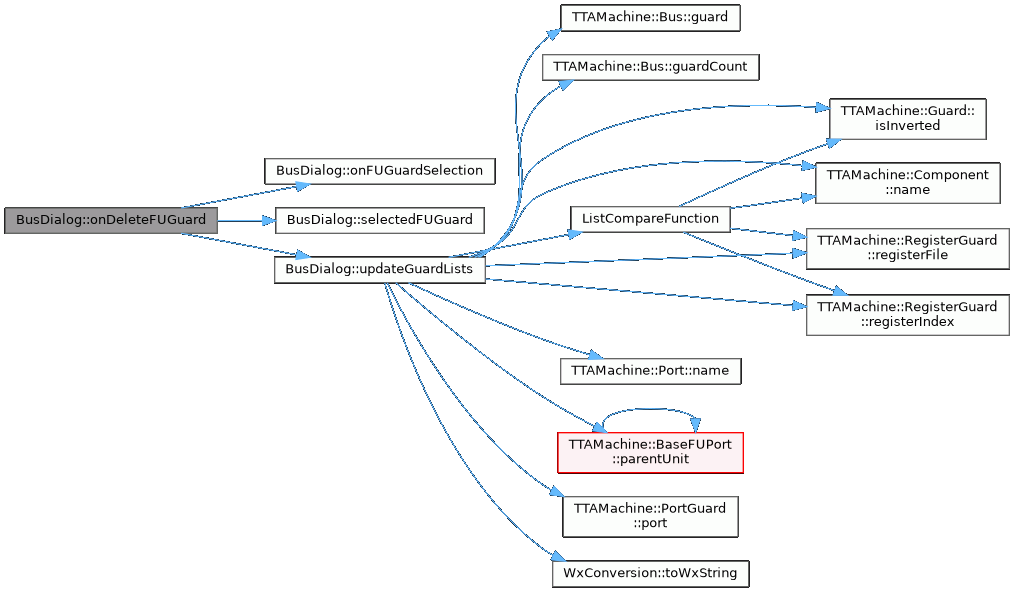 TTAMachine::Bus::guard
TTAMachine::Bus::guardCount
TTAMachine::Guard::
isInverted
BusDialog::onFUGuardSelection
TTAMachine::Component
::name
BusDialog::onDeleteFUGuard
BusDialog::selectedFUGuard
ListCompareFunction
TTAMachine::RegisterGuard
::registerFile
BusDialog::updateGuardLists
TTAMachine::RegisterGuard
::registerIndex
TTAMachine::Port::name
TTAMachine::BaseFUPort
::parentUnit
TTAMachine::PortGuard
::port
WxConversion::toWxString